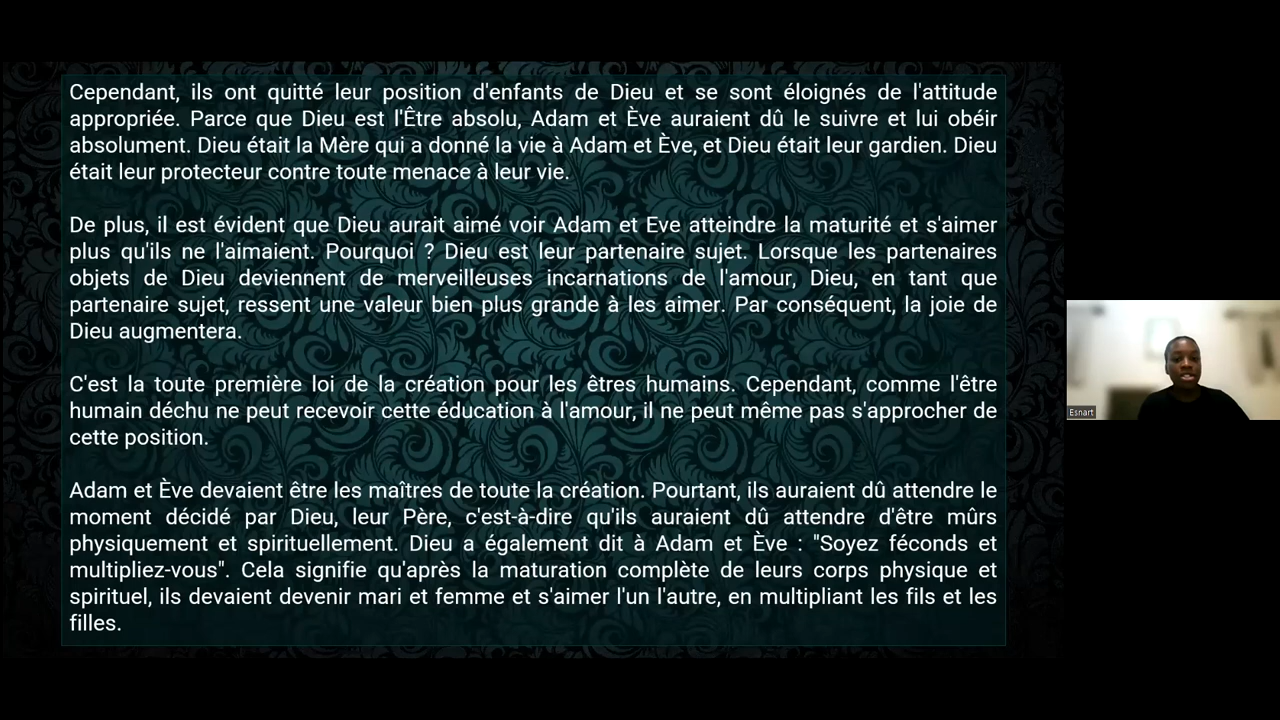 Cependant, ils ont quitté leur position d'enfants de Dieu et se sont éloignés de l'attitude
appropriée. Parce que Dieu est l'Être absolu, Adam et Ève auraient dû le suivre et lui obéir
absolument. Dieu était la Mère qui a donné la vie à Adam et Ève, et Dieu était leur gardien. Dieu
était leur protecteur contre toute menace à leur vie.
De plus, il est évident que Dieu aurait aimé voir Adam et Eve atteindre la maturité et s'aimer
plus qu'ils ne l'aimaient. Pourquoi ? Dieu est leur partenaire sujet. Lorsque les partenaires
objets de Dieu deviennent de merveilleuses incarnations de l'amour, Dieu, en tant que
partenaire sujet, ressent une valeur bien plus grande à les aimer. Par conséquent, la joie de
Dieu augmentera.
C'est la toute première loi de la création pour les êtres humains. Cependant, comme l'être
humain déchu ne peut recevoir cette éducation à l'amour, il ne peut même pas s'approcher de
cette position.
Adam et Ève devaient être les maîtres de toute la création. Pourtant, ils auraient dû attendre le
moment décidé par Dieu, leur Père, c'est-à-dire qu'ils auraient dû attendre d'être mûrs
physiquement et spirituellement. Dieu a également dit à Adam et Ève : "Soyez féconds et
multipliez-vous". Cela signifie qu'après la maturation complète de leurs corps physique et
spirituel, ils devaient devenir mari et femme et s'aimer l'un l'autre, en multipliant les fils et les
filles.
Esnart